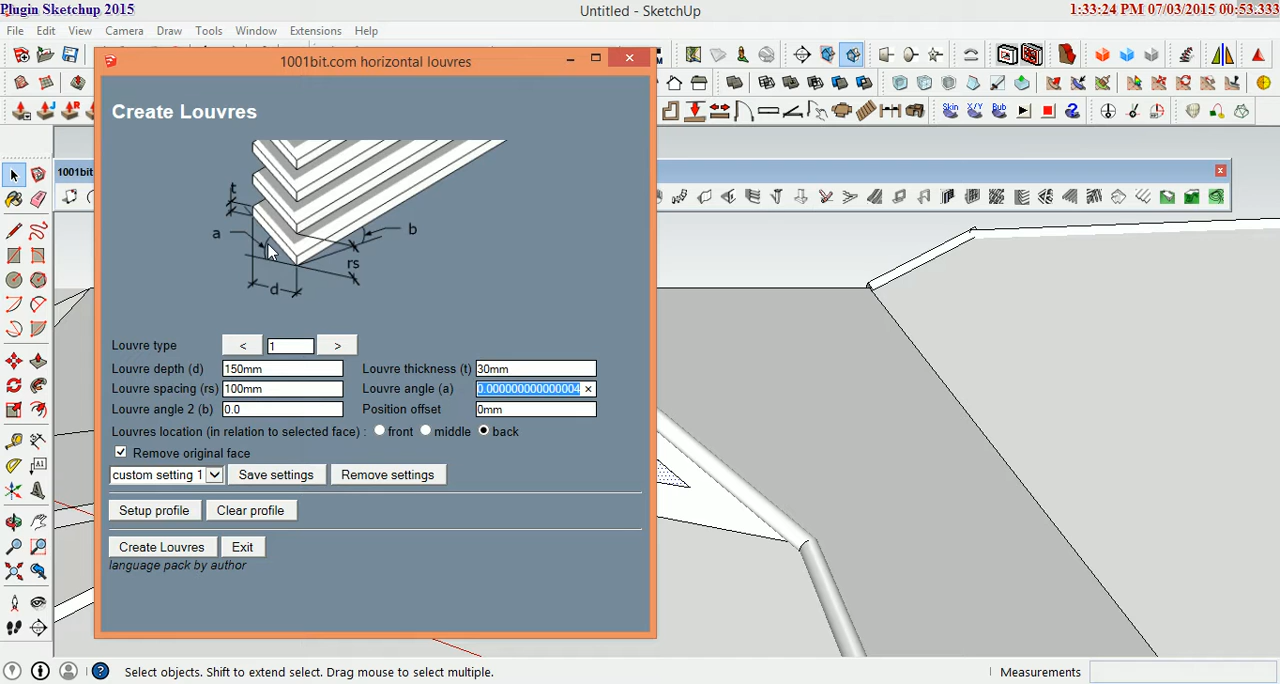 Plugin Sketchup 2015
Untitled - SketchUp
1:33:24 PM 07/03/2015 00:53.333
File Edit View Camera Draw Tools Window Extensions Help
1001bit.com horizontal louvres
Create Louvres
t
a
b
rs
d
Skin X/Y Bub
1001bit
Louvre type < 1 >
Louvre depth (d) 150mm Louvre thickness (t) 30mm
Louvre spacing (rs) 100mm Louvre angle (a) 0.000000000000004 ×
Louvre angle 2 (b) 0.0 Position offset 0mm
Louvres location (in relation to selected face) : front middle back
Remove original face
custom setting 1 Save settings Remove settings
Setup profile Clear profile
Create Louvres Exit
language pack by author
Select objects. Shift to extend select. Drag mouse to select multiple.
Measurements